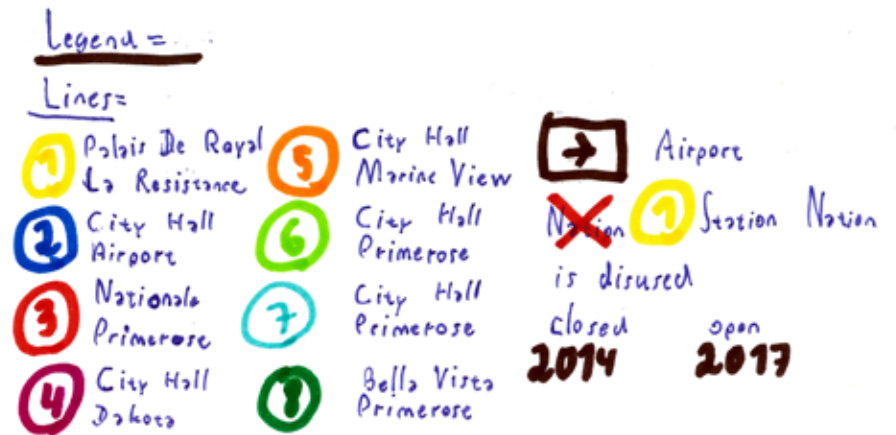 Legend =
Lines=
1 Palais De Royal
La Resistance
2 City Hall
Airport
3 Nationale
Primerose
4 City Hall
Dakota
5 City Hall
Marine View
6 City Hall
Primerose
7 City Hall
Primerose
8 Bella Vista
Primerose
→ Airport
Nation 1 Station Nation
is disused
closed open
2014 2017